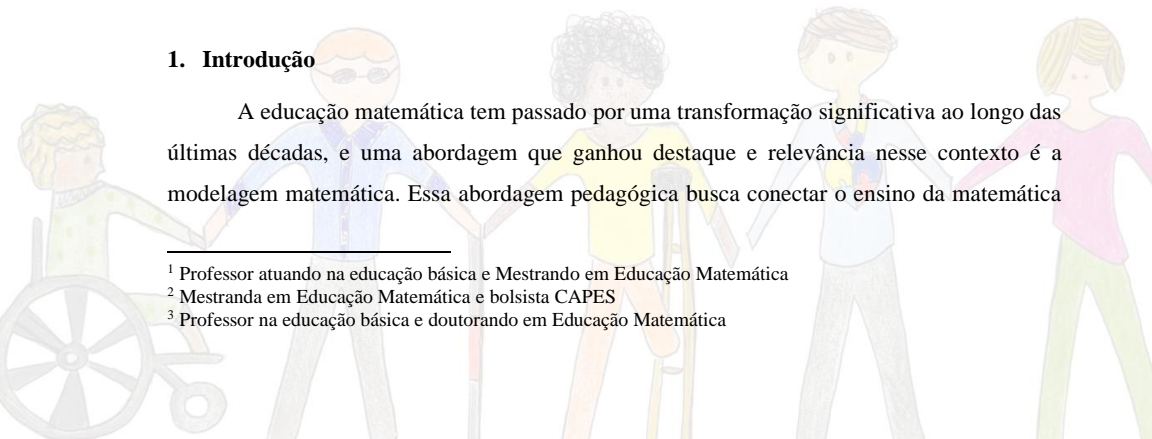 1. Introdução
A educação matemática tem passado por uma transformação significativa ao longo das
últimas décadas, e uma abordagem que ganhou destaque e relevância nesse contexto é a
modelagem matemática. Essa abordagem pedagógica busca conectar o ensino da matemática
1 Professor atuando na educação básica e Mestrando em Educação Matemática
2 Mestranda em Educação Matemática e bolsista CAPES
3 Professor na educação básica e doutorando em Educação Matemática